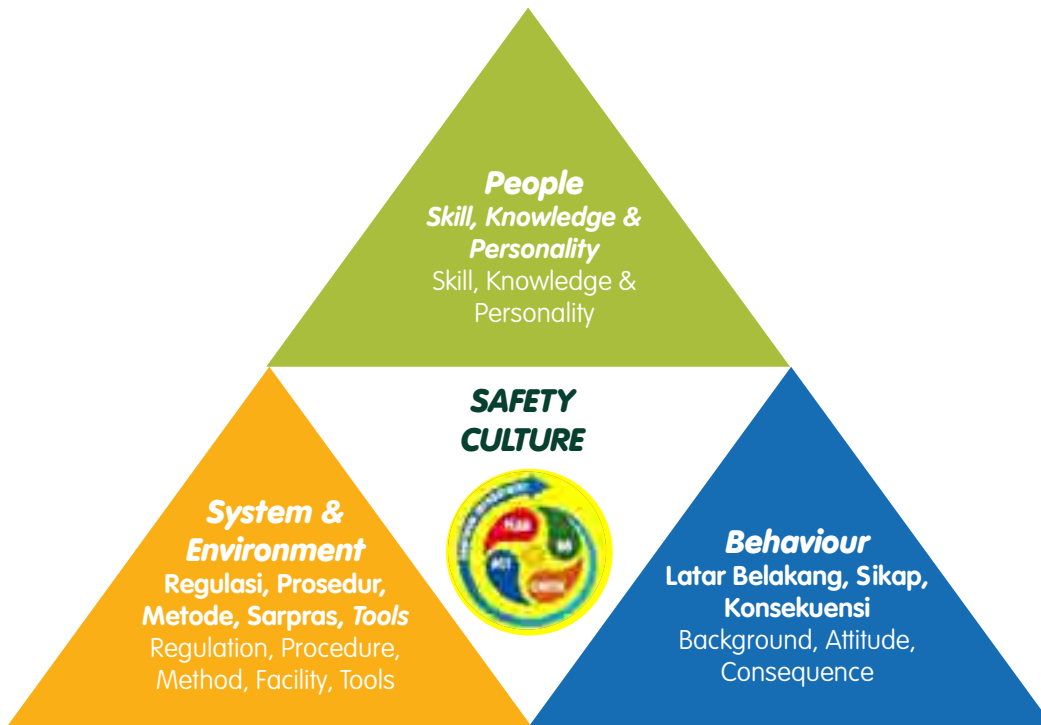 People
Skill, Knowledge &
Personality
Skill, Knowledge &
Personality
SAFETY
CULTURE
PLAN
DO
ACT
CHECK
System &
Environment
Regulasi, Prosedur,
Metode, Sarpras, Tools
Regulation, Procedure,
Method, Facility, Tools
Behaviour
Latar Belakang, Sikap,
Konsekuensi
Background, Attitude,
Consequence